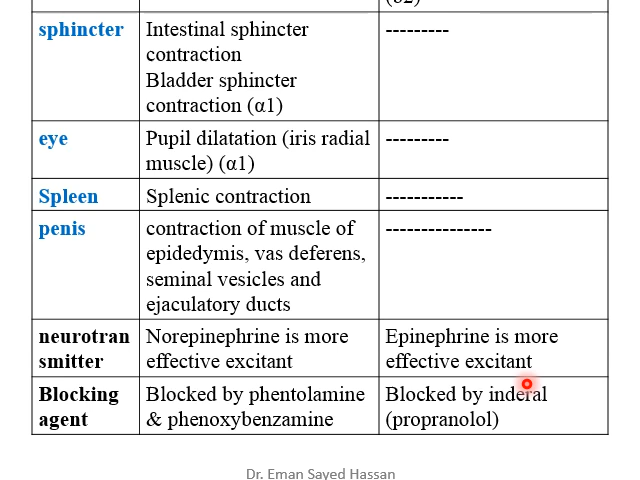 (β2)
sphincter
Intestinal sphincter
contraction
Bladder sphincter
contraction (α1)
---------
eye
Pupil dilatation (iris radial
muscle) (α1)
---------
Spleen
Splenic contraction
-----------
penis
contraction of muscle of
epidedymis, vas deferens,
seminal vesicles and
ejaculatory ducts
---------------
neurotran
smitter
Norepinephrine is more
effective excitant
Epinephrine is more
effective excitant
Blocking
agent
Blocked by phentolamine
& phenoxybenzamine
Blocked by inderal
(propranolol)
Dr. Eman Sayed Hassan